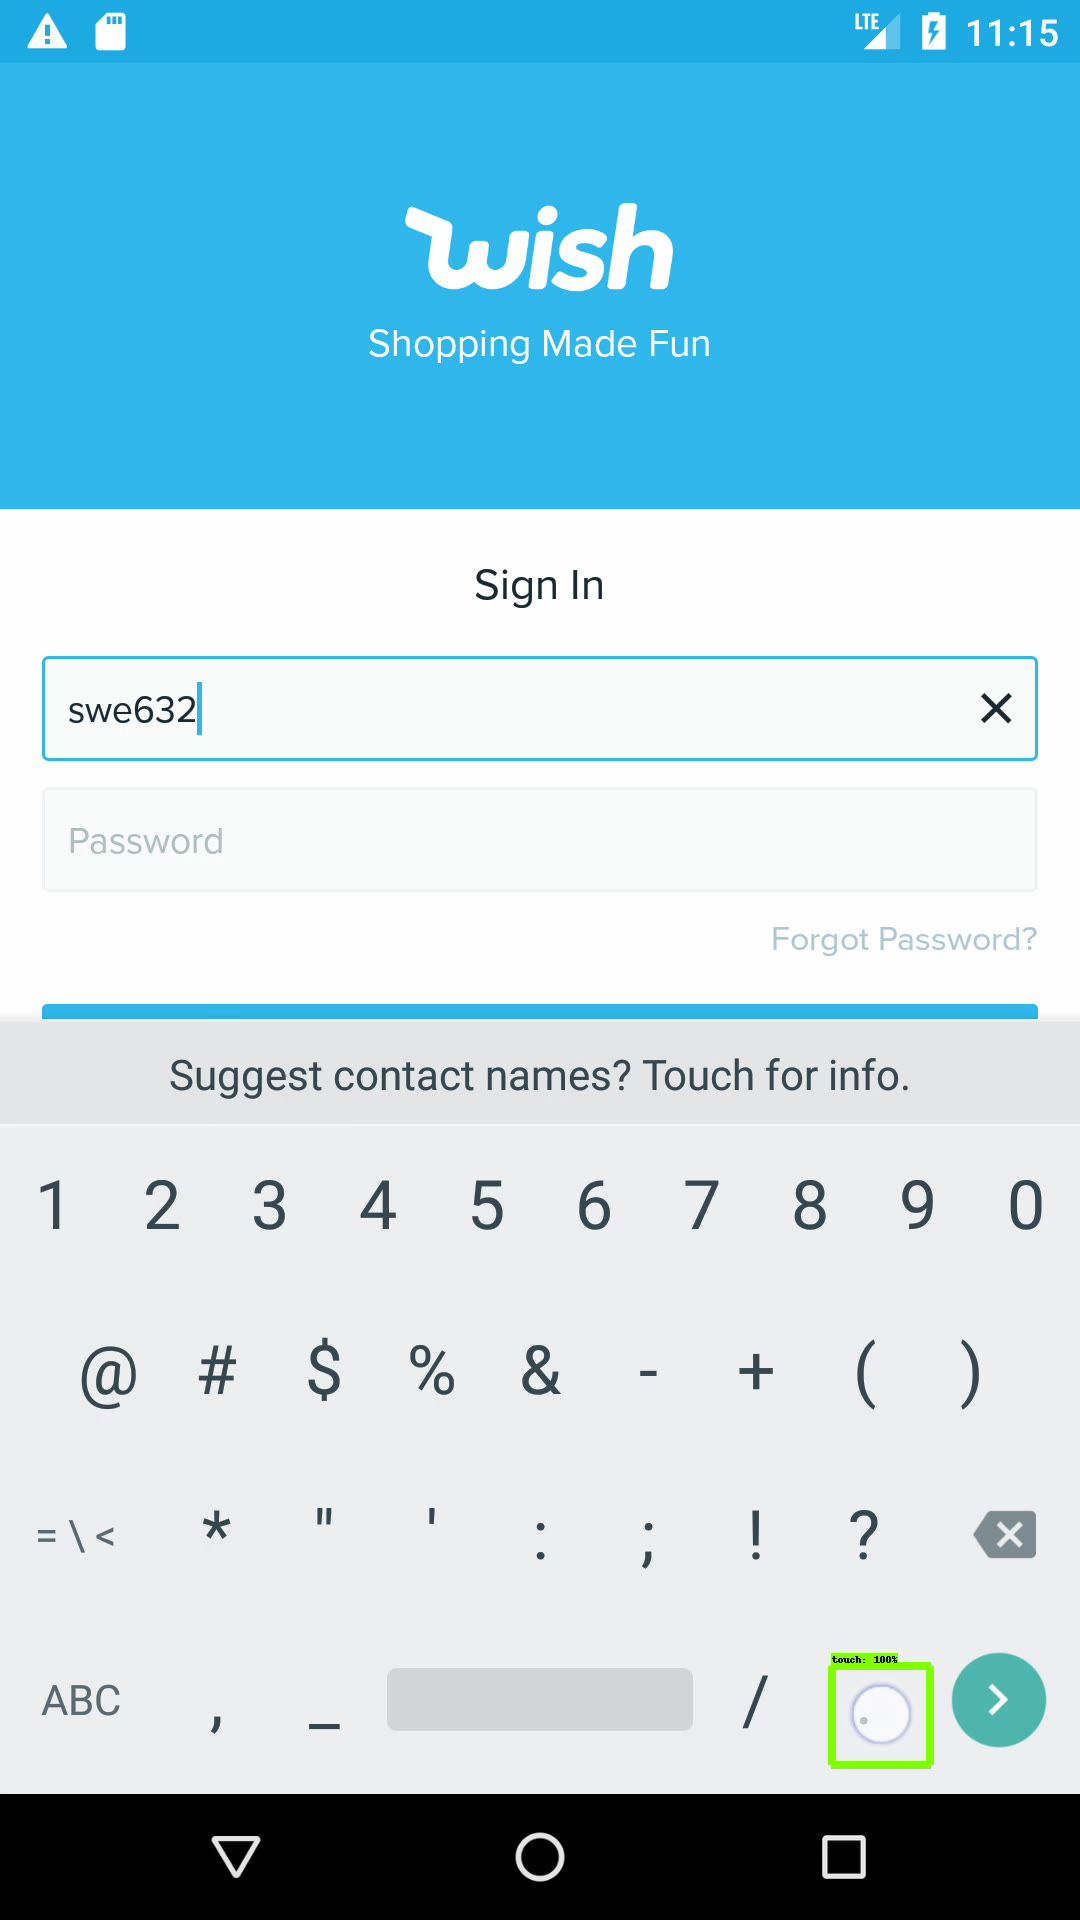 LTE 11:15
wish
Shopping Made Fun
Sign In
swe632
Password
Forgot Password?
Suggest contact names? Touch for info.
1 2 3 4 5 6 7 8 9 0
@ # $ % & - + ( )
= \ < * " ' : ; ! ?
touch: 100%
ABC , _ / .